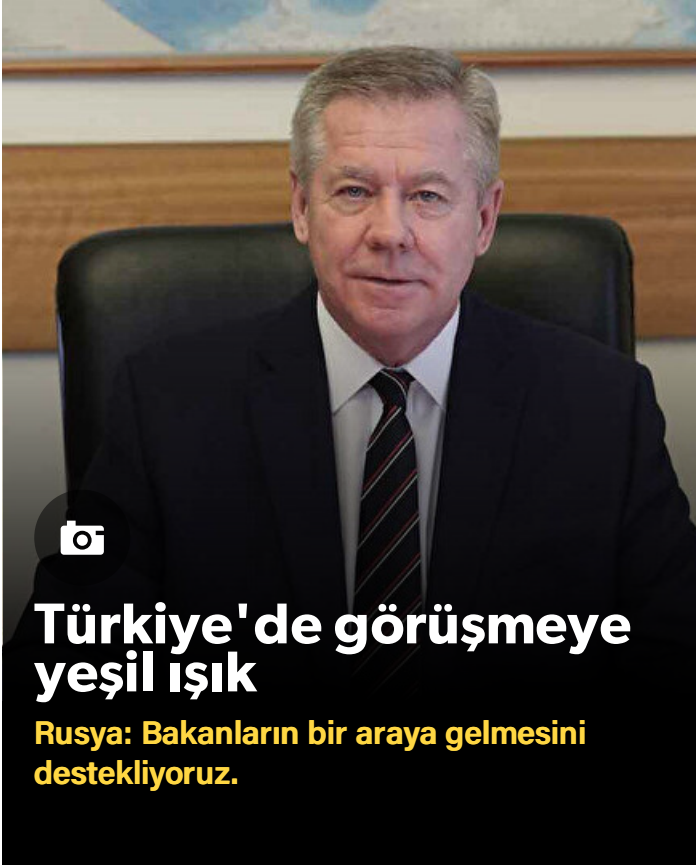 Türkiye'de görüşmeye
yeşil ışık
Rusya: Bakanların bir araya gelmesini
destekliyoruz.